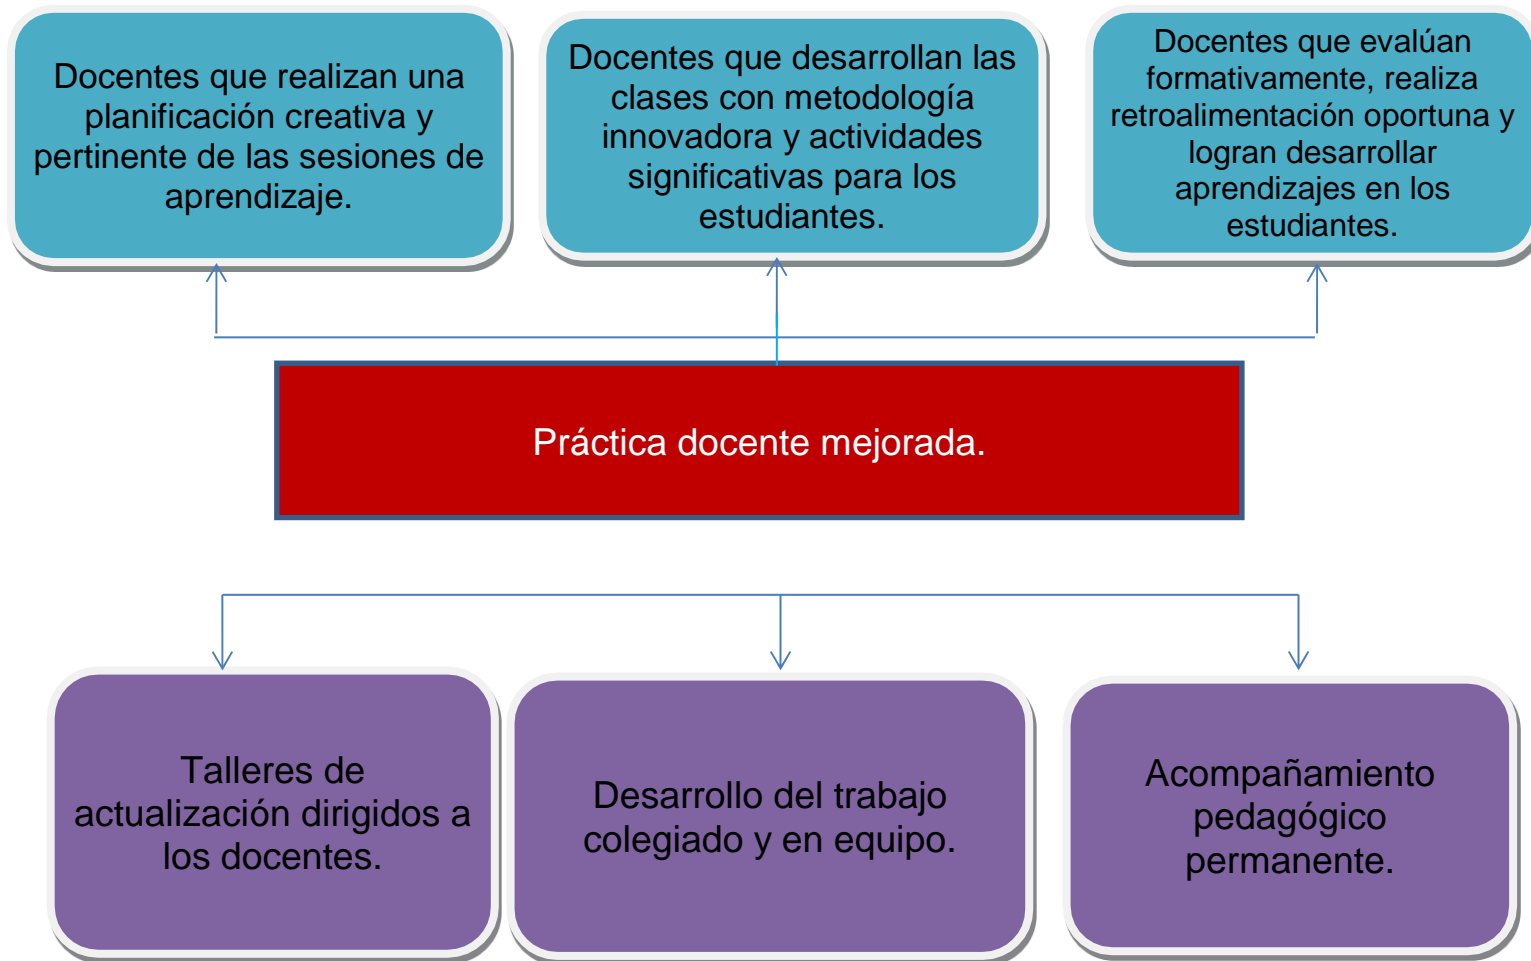 Docentes que realizan una
planificación creativa y
pertinente de las sesiones de
aprendizaje.
Docentes que desarrollan las
clases con metodología
innovadora y actividades
significativas para los
estudiantes.
Docentes que evalúan
formativamente, realiza
retroalimentación oportuna y
logran desarrollar
aprendizajes en los
estudiantes.
Práctica docente mejorada.
Talleres de
actualización dirigidos a
los docentes.
Desarrollo del trabajo
colegiado y en equipo.
Acompañamiento
pedagógico
permanente.